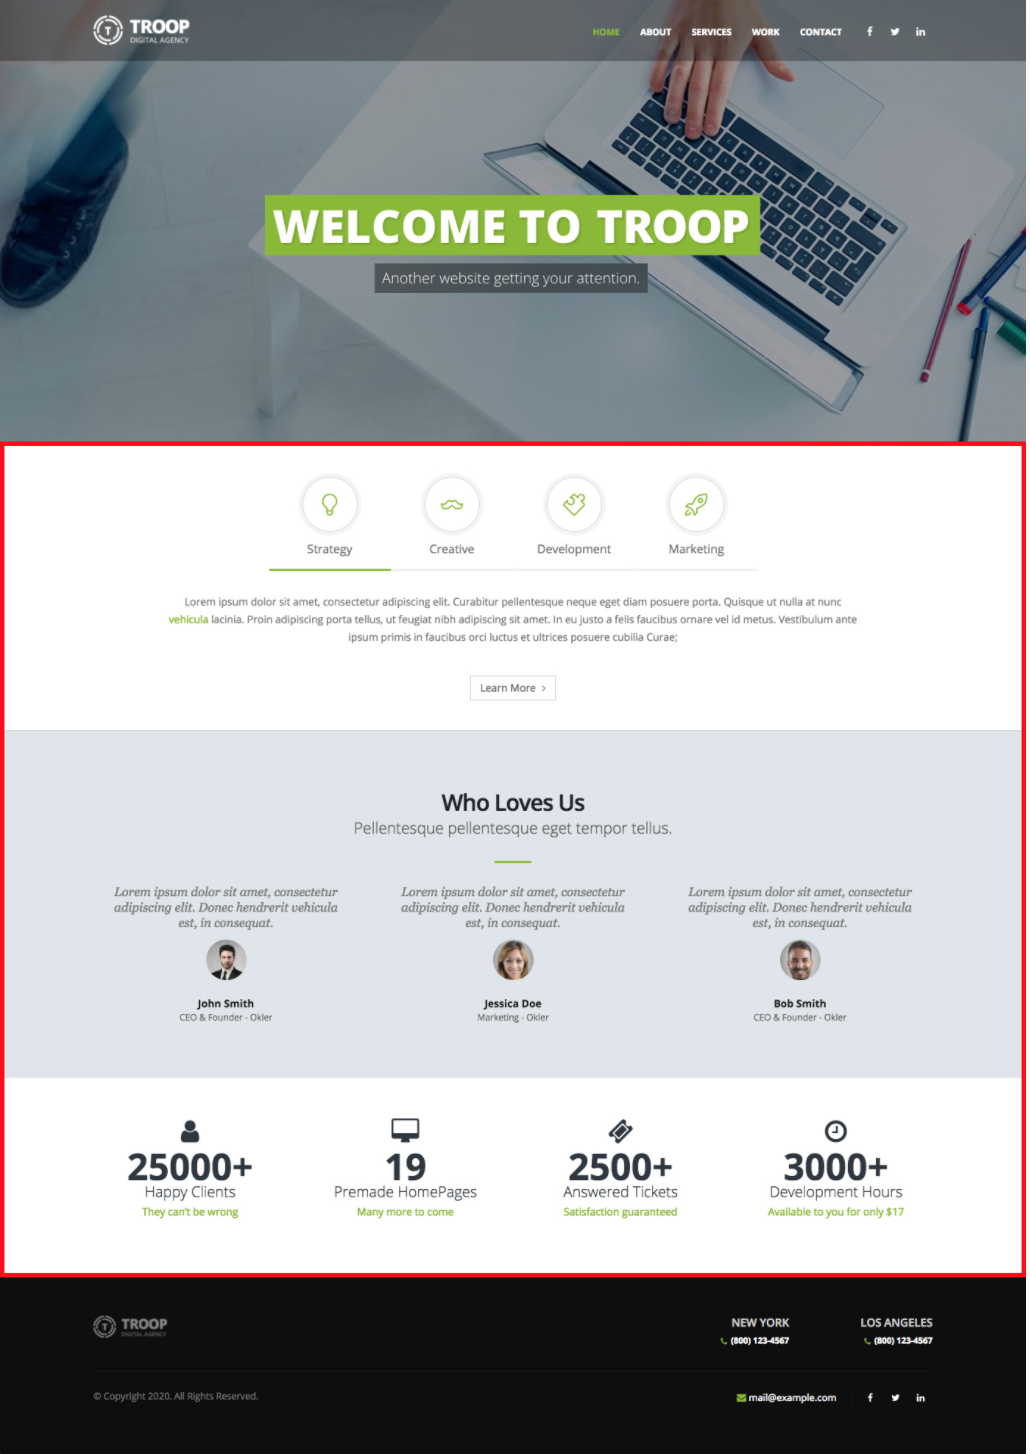 TROOP
DIGITAL AGENCY
HOME ABOUT SERVICES WORK CONTACT
WELCOME TO TROOP
Another website getting your attention.
Strategy Creative Development Marketing
Lorem ipsum dolor sit amet, consectetur adipiscing elit. Curabitur pellentesque neque eget diam posuere porta. Quisque ut nulla at nunc
vehicula lacinia. Proin adipiscing porta tellus, ut feugiat nibh adipiscing sit amet. In eu justo a felis faucibus ornare vel id metus. Vestibulum ante
ipsum primis in faucibus orci luctus et ultrices posuere cubilia Curae;
Learn More
Who Loves Us
Pellentesque pellentesque eget tempor tellus.
Lorem ipsum dolor sit amet, consectetur
adipiscing elit. Donec hendrerit vehicula
est, in consequat.
John Smith
CEO & Founder - Okler
Lorem ipsum dolor sit amet, consectetur
adipiscing elit. Donec hendrerit vehicula
est, in consequat.
Jessica Doe
Marketing - Okler
Lorem ipsum dolor sit amet, consectetur
adipiscing elit. Donec hendrerit vehicula
est, in consequat.
Bob Smith
CEO & Founder - Okler
25000+
Happy Clients
They can't be wrong
19
Premade HomePages
Many more to come
2500+
Answered Tickets
Satisfaction guaranteed
3000+
Development Hours
Available to you for only $17
TROOP
DIGITAL AGENCY
NEW YORK
(800) 123-4567
LOS ANGELES
(800) 123-4567
© Copyright 2020. All Rights Reserved.
mail@example.com